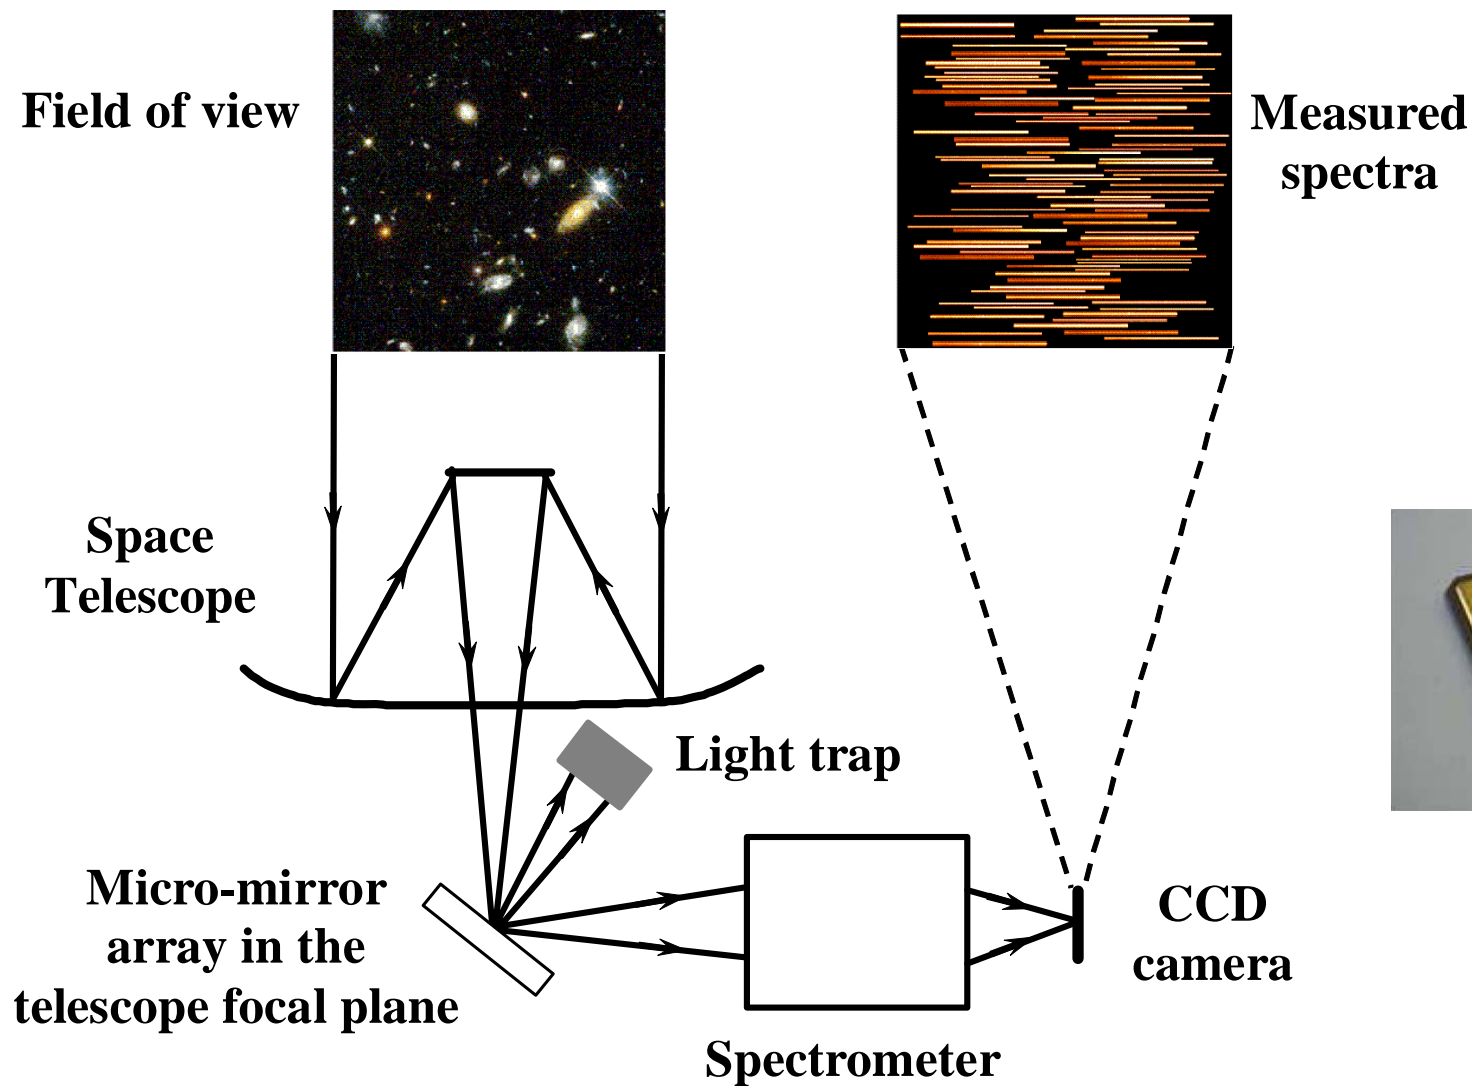 Field of view
Measured
spectra
Space
Telescope
Light trap
Micro-mirror
array in the
telescope focal plane
CCD
camera
Spectrometer